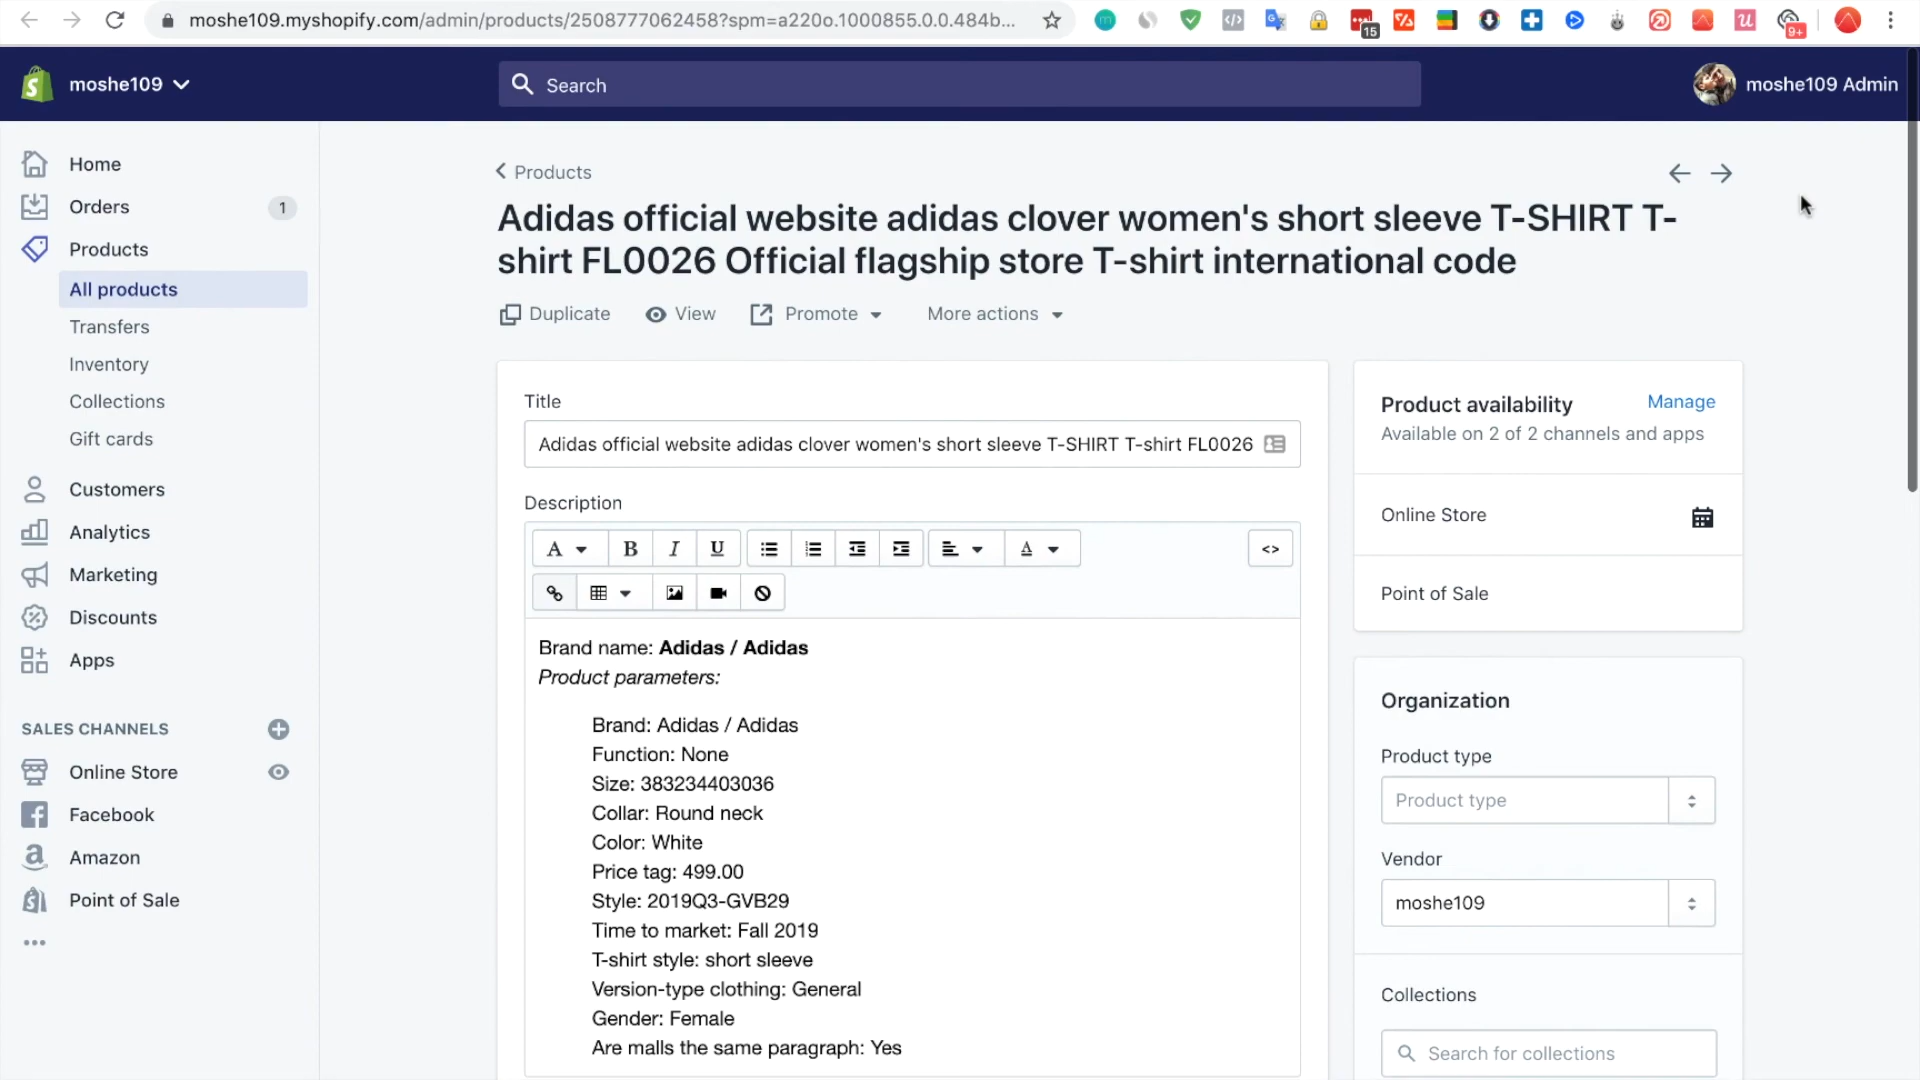 moshe109.myshopify.com/admin/products/2508777062458?spm=a220o.1000855.0.0.484b...
15
9+
moshe109
Search
moshe109 Admin
Home
Orders 1
Products
All products
Transfers
Inventory
Collections
Gift cards
Customers
Analytics
Marketing
Discounts
Apps
SALES CHANNELS
Online Store
Facebook
Amazon
Point of Sale
Products
Adidas official website adidas clover women's short sleeve T-SHIRT T-
shirt FL0026 Official flagship store T-shirt international code
Duplicate View Promote More actions
Title
Adidas official website adidas clover women's short sleeve T-SHIRT T-shirt FL0026
Description
A B I U A <>
Brand name: Adidas / Adidas
Product parameters:
Brand: Adidas / Adidas
Function: None
Size: 383234403036
Collar: Round neck
Color: White
Price tag: 499.00
Style: 2019Q3-GVB29
Time to market: Fall 2019
T-shirt style: short sleeve
Version-type clothing: General
Gender: Female
Are malls the same paragraph: Yes
Product availability Manage
Available on 2 of 2 channels and apps
Online Store
Point of Sale
Organization
Product type
Product type
Vendor
moshe109
Collections
Search for collections